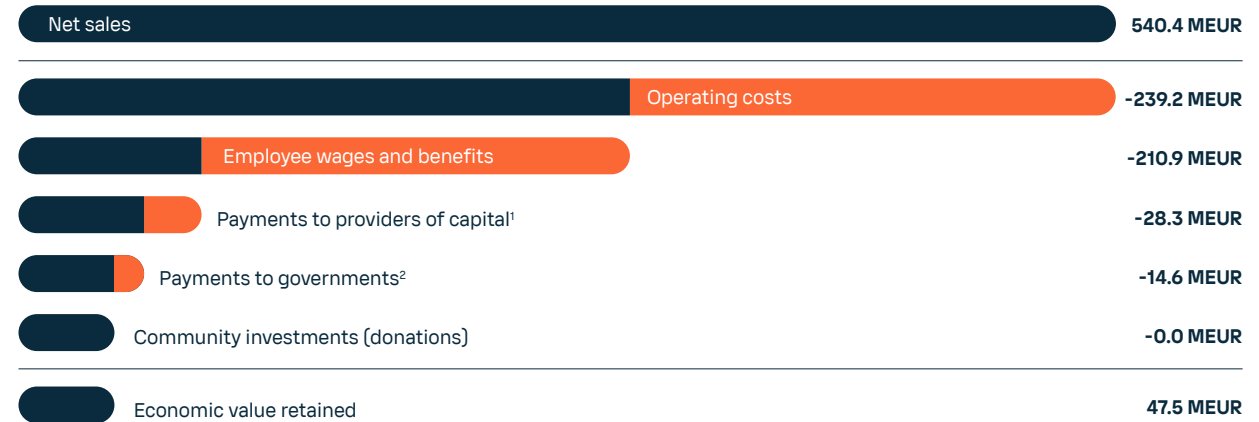 Net sales 540.4 MEUR
Operating costs -239.2 MEUR
Employee wages and benefits -210.9 MEUR
Payments to providers of capital¹ -28.3 MEUR
Payments to governments² -14.6 MEUR
Community investments (donations) -0.0 MEUR
Economic value retained 47.5 MEUR